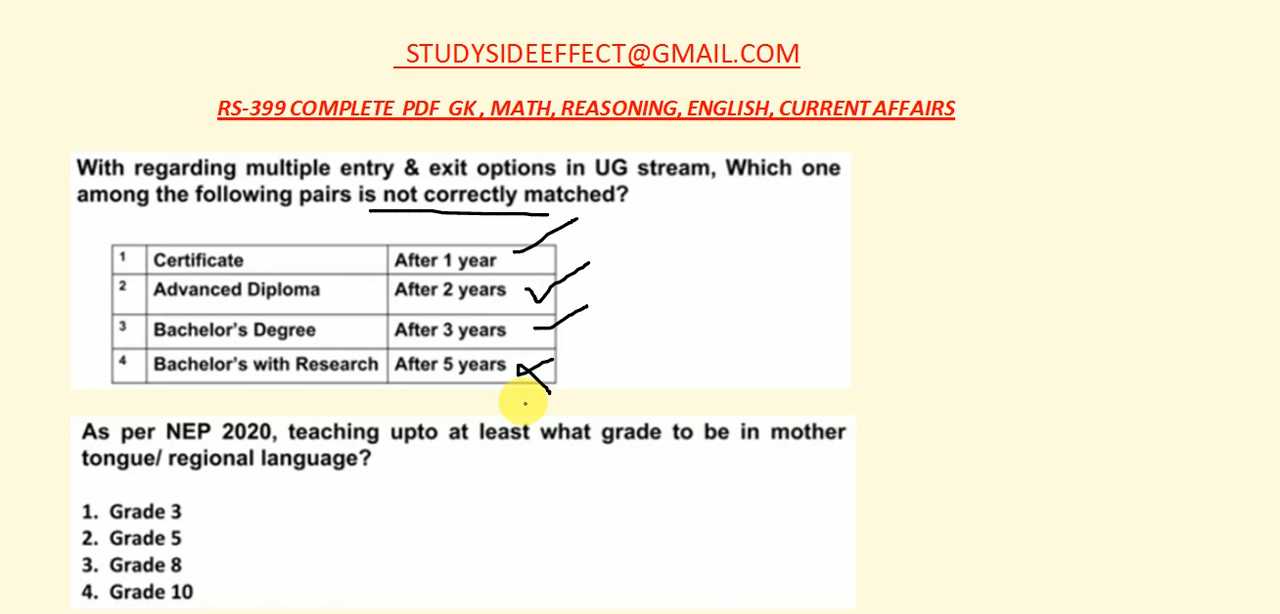 STUDYSIDEEFFECT@GMAIL.COM
RS-399 COMPLETE PDF GK , MATH, REASONING, ENGLISH, CURRENT AFFAIRS
With regarding multiple entry & exit options in UG stream, Which one
among the following pairs is not correctly matched?
1 Certificate After 1 year
2 Advanced Diploma After 2 years
3 Bachelor's Degree After 3 years
4 Bachelor's with Research After 5 years
As per NEP 2020, teaching upto at least what grade to be in mother
tongue/ regional language?
1. Grade 3
2. Grade 5
3. Grade 8
4. Grade 10